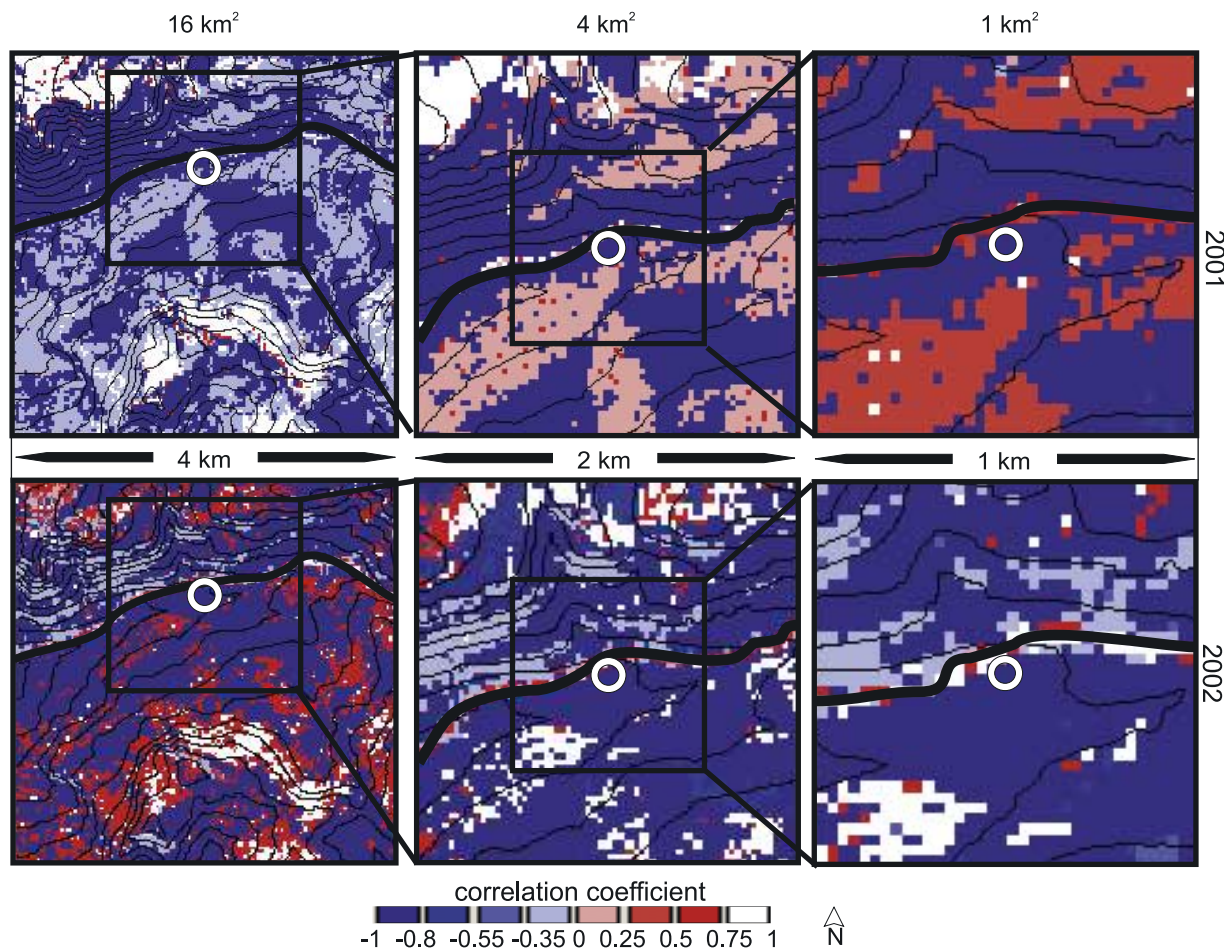 16 km² 4 km² 1 km²
2001
4 km 2 km 1 km
2002
correlation coefficient
-1 -0.8 -0.55 -0.35 0 0.25 0.5 0.75 1
N